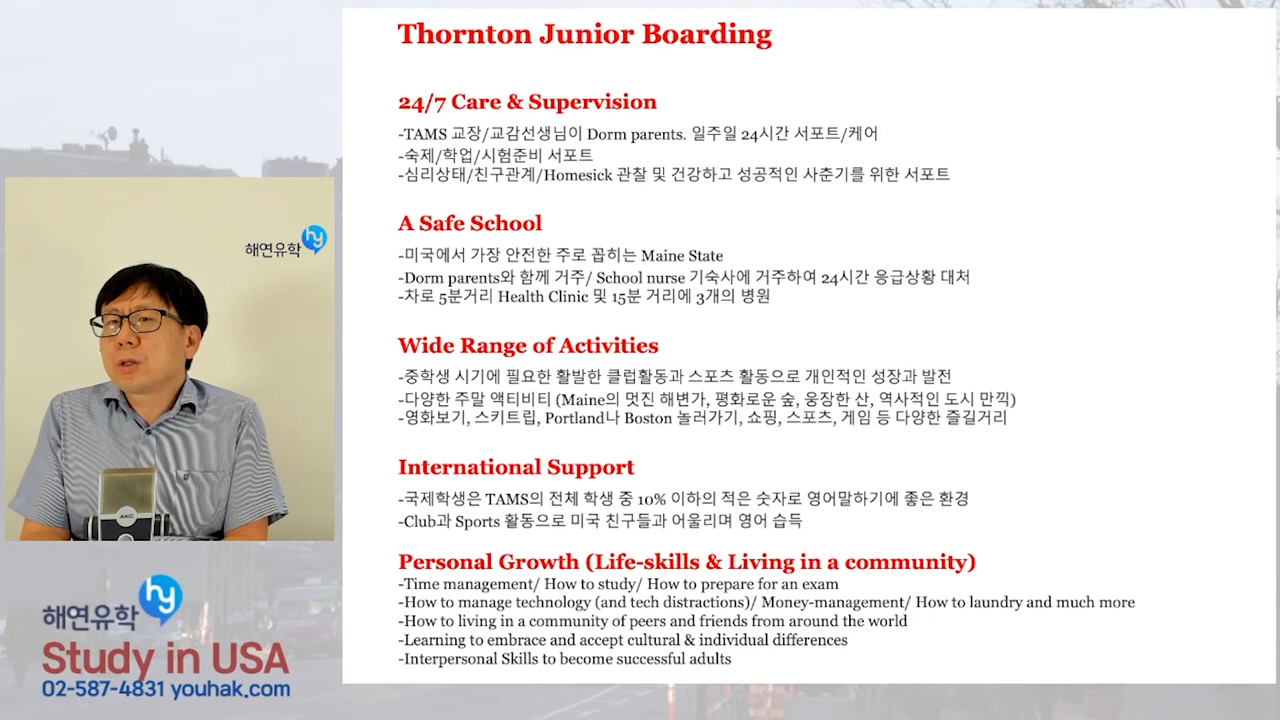 Thornton Junior Boarding
24/7 Care & Supervision
-TAMS 교장/교감선생님이 Dorm parents. 일주일 24시간 서포트/케어
-숙제/학업/시험준비 서포트
-심리상태/친구관계/Homesick 관찰 및 건강하고 성공적인 사춘기를 위한 서포트
A Safe School
-미국에서 가장 안전한 주로 꼽히는 Maine State
-Dorm parents와 함께 거주/ School nurse 기숙사에 거주하여 24시간 응급상황 대처
-차로 5분거리 Health Clinic 및 15분 거리에 3개의 병원
Wide Range of Activities
-중학생 시기에 필요한 활발한 클럽활동과 스포츠 활동으로 개인적인 성장과 발전
-다양한 주말 액티비티 (Maine의 멋진 해변가, 평화로운 숲, 웅장한 산, 역사적인 도시 만끽)
-영화보기, 스키트립, Portland나 Boston 놀러가기, 쇼핑, 스포츠, 게임 등 다양한 즐길거리
International Support
-국제학생은 TAMS의 전체 학생 중 10% 이하의 적은 숫자로 영어말하기에 좋은 환경
-Club과 Sports 활동으로 미국 친구들과 어울리며 영어 습득
Personal Growth (Life-skills & Living in a community)
-Time management/ How to study/ How to prepare for an exam
-How to manage technology (and tech distractions)/ Money-management/ How to laundry and much more
-How to living in a community of peers and friends from around the world
-Learning to embrace and accept cultural & individual differences
-Interpersonal Skills to become successful adults
해연유학 hy
해연유학 hy
Study in USA
02-587-4831 youhak.com